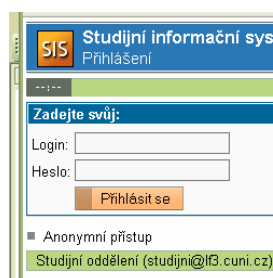 SIS
Studijní informační sys
Přihlášení
--:--
Zadejte svůj:
Login:
Heslo:
Přihlásit se
Anonymní přístup
Studijní oddělení (studijni@lf3.cuni.cz)